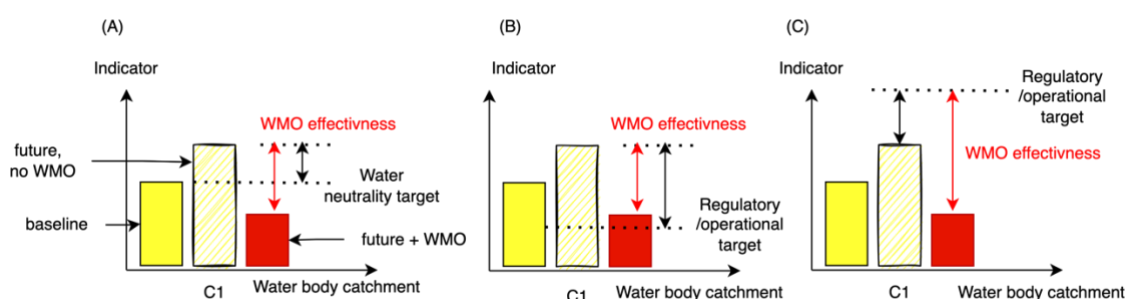 (A)
Indicator
WMO effectivness
future,
no WMO
Water
neutrality target
baseline
future + WMO
C1
Water body catchment
(B)
Indicator
WMO effectivness
Regulatory
/operational
target
C1
Water body catchment
(C)
Indicator
Regulatory
/operational
target
WMO effectivness
C1
Water body catchment